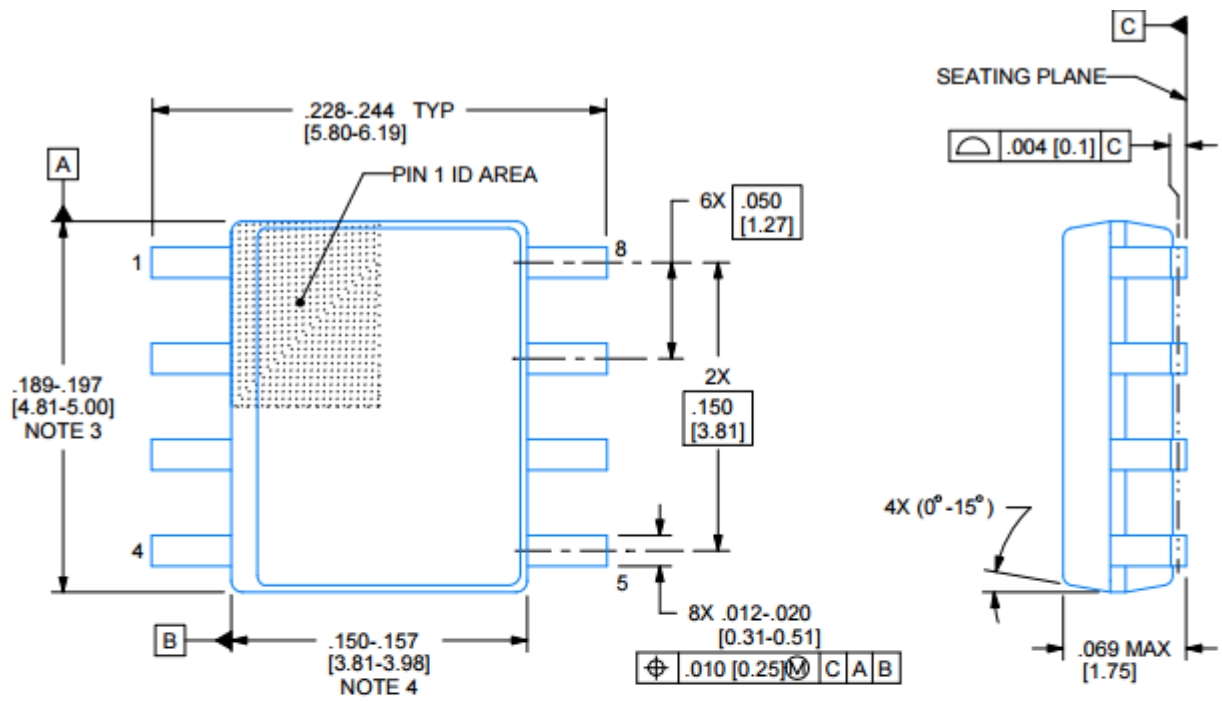 C
SEATING PLANE
.004 [0.1] C
.228-.244 TYP
[5.80-6.19]
A
PIN 1 ID AREA
6X .050
[1.27]
1
8
.189-.197
[4.81-5.00]
NOTE 3
2X
.150
[3.81]
4X (0°-15°)
4
5
8X .012-.020
[0.31-0.51]
.010 [0.25] Ⓜ C A B
B
.150-.157
[3.81-3.98]
NOTE 4
.069 MAX
[1.75]